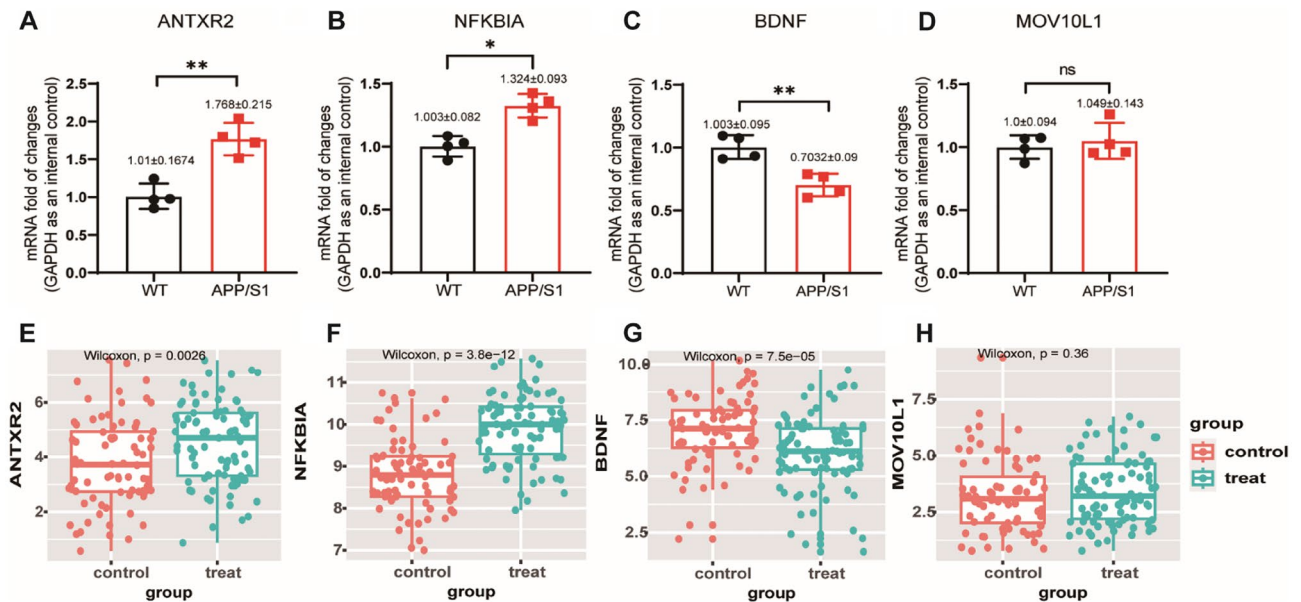 A
ANTXR2
mRNA fold of changes
(GAPDH as an internal control)
2.5
2.0
1.5
1.0
0.5
0.0
**
1.768±0.215
1.01±0.1674
WT
APP/S1
B
NFKBIA
mRNA fold of changes
(GAPDH as an internal control)
1.5
1.0
0.5
0.0
*
1.324±0.093
1.003±0.082
WT
APP/S1
C
BDNF
mRNA fold of changes
(GAPDH as an internal control)
1.5
1.0
0.5
0.0
**
1.003±0.095
0.7032±0.09
WT
APP/S1
D
MOV10L1
mRNA fold of changes
(GAPDH as an internal control)
1.5
1.0
0.5
0.0
ns
1.049±0.143
1.0±0.094
WT
APP/S1
E
Wilcoxon, p = 0.0026
ANTXR2
6
4
2
control
treat
group
F
Wilcoxon, p = 3.8e−12
NFKBIA
11
10
9
8
7
control
treat
group
G
Wilcoxon, p = 7.5e−05
BDNF
10.0
7.5
5.0
2.5
control
treat
group
H
Wilcoxon, p = 0.36
MOV10L1
7.5
5.0
2.5
control
treat
group
group
control
treat